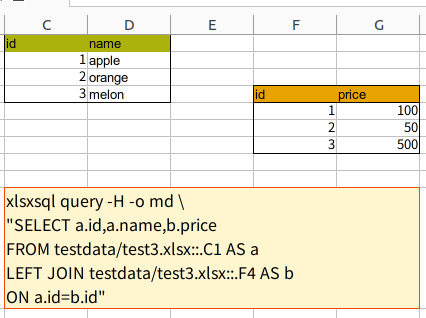 C D E F G
id name
1 apple
2 orange
3 melon
id price
1 100
2 50
3 500
xlsxsql query -H -o md \
"SELECT a.id,a.name,b.price
FROM testdata/test3.xlsx::.C1 AS a
LEFT JOIN testdata/test3.xlsx::.F4 AS b
ON a.id=b.id"